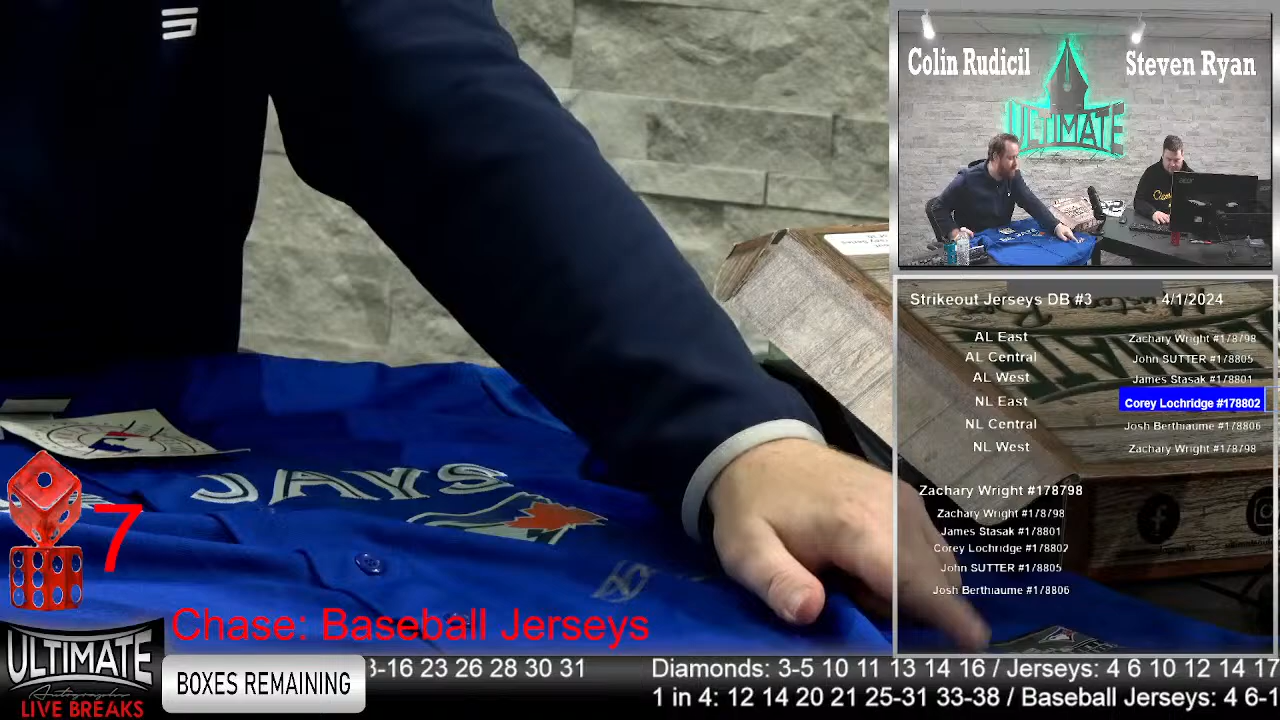 Colin Rudicil
Steven Ryan
ULTIMATE
Strikeout Jerseys DB #3 4/1/2024
AL East Zachary Wright #178798
AL Central John SUTTER #178805
AL West James Stasak #178801
NL East Corey Lochridge #178802
NL Central Josh Berthiaume #178806
NL West Zachary Wright #178798
Zachary Wright #178798
Zachary Wright #178798
James Stasak #178801
Corey Lochridge #178802
John SUTTER #178805
Josh Berthiaume #178806
JAYS
7
Chase: Baseball Jerseys
ULTIMATE
Autographs
LIVE BREAKS
BOXES REMAINING
3-16 23 26 28 30 31
Diamonds: 3-5 10 11 13 14 16 / Jerseys: 4 6 10 12 14 17
1 in 4: 12 14 20 21 25-31 33-38 / Baseball Jerseys: 4 6-1